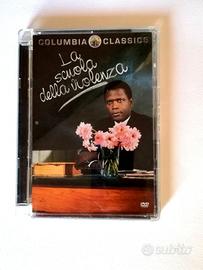 COLUMBIA CLASSICS
La
scuola
della violenza
DVD
subito